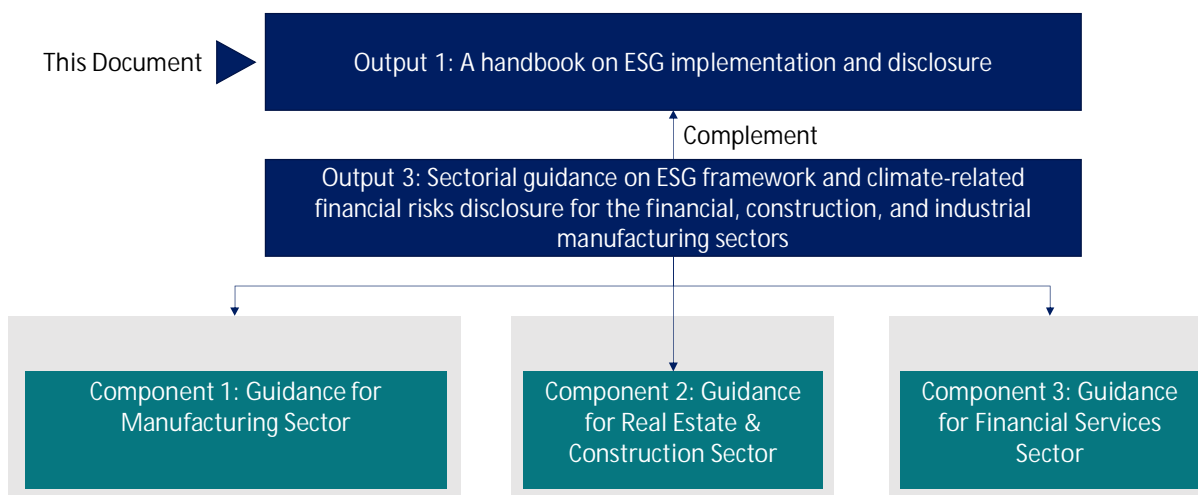 This Document
Output 1: A handbook on ESG implementation and disclosure
Complement
Output 3: Sectorial guidance on ESG framework and climate-related
financial risks disclosure for the financial, construction, and industrial
manufacturing sectors
Component 1: Guidance for
Manufacturing Sector
Component 2: Guidance
for Real Estate &
Construction Sector
Component 3: Guidance
for Financial Services
Sector